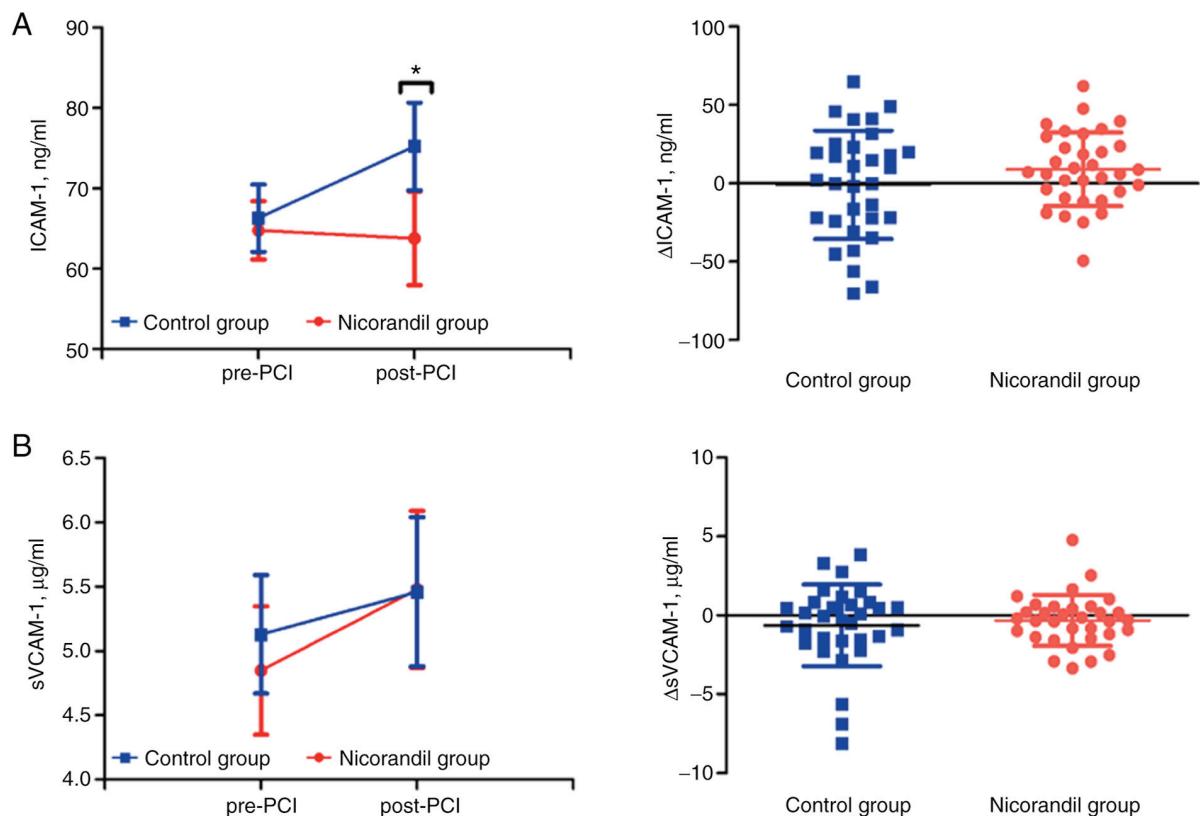 A
90
80
70
60
50
ICAM-1, ng/ml
*
Control group
Nicorandil group
pre-PCI
post-PCI
100
50
0
−50
−100
ΔICAM-1, ng/ml
Control group
Nicorandil group
B
6.5
6.0
5.5
5.0
4.5
4.0
sVCAM-1, µg/ml
Control group
Nicorandil group
pre-PCI
post-PCI
10
5
0
−5
−10
ΔsVCAM-1, µg/ml
Control group
Nicorandil group